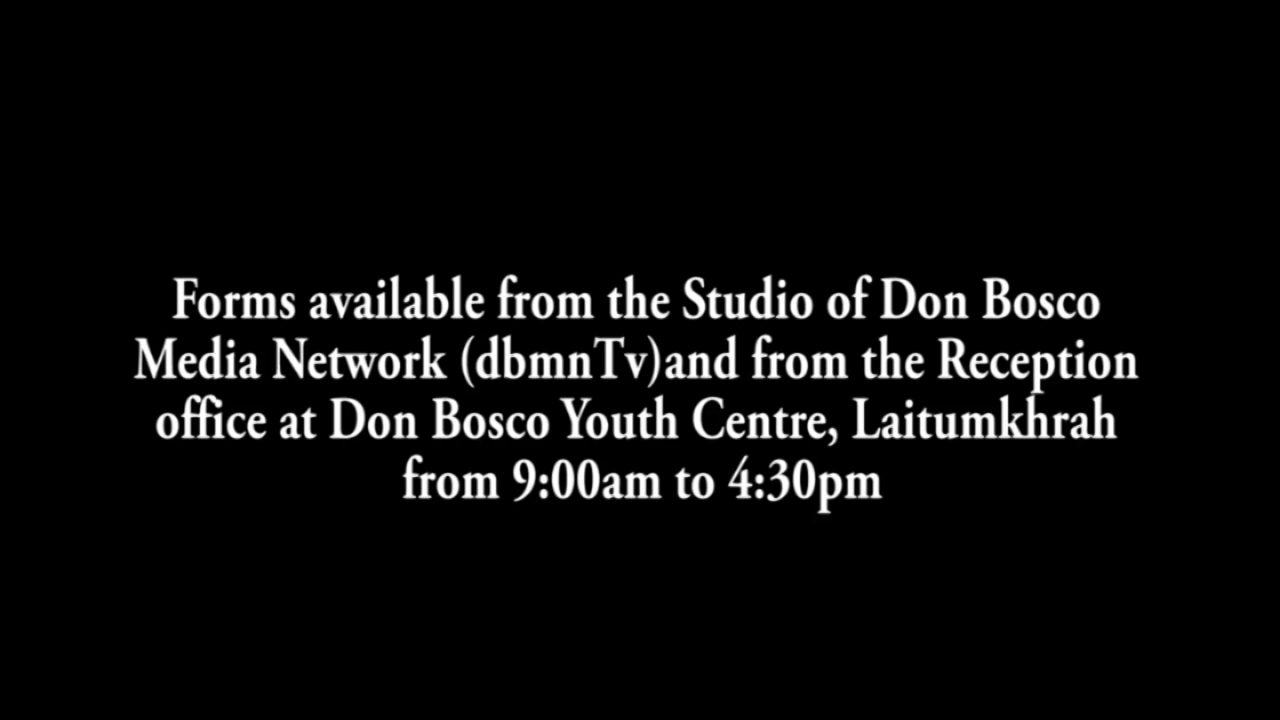 Forms available from the Studio of Don Bosco
Media Network (dbmnTv)and from the Reception
office at Don Bosco Youth Centre, Laitumkhrah
from 9:00am to 4:30pm